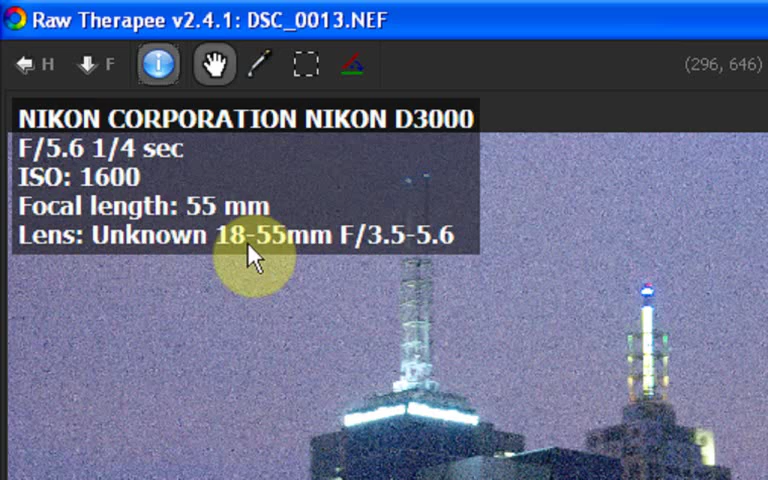 Raw Therapee v2.4.1: DSC_0013.NEF
H F (296, 646)
NIKON CORPORATION NIKON D3000
F/5.6 1/4 sec
ISO: 1600
Focal length: 55 mm
Lens: Unknown 18-55mm F/3.5-5.6